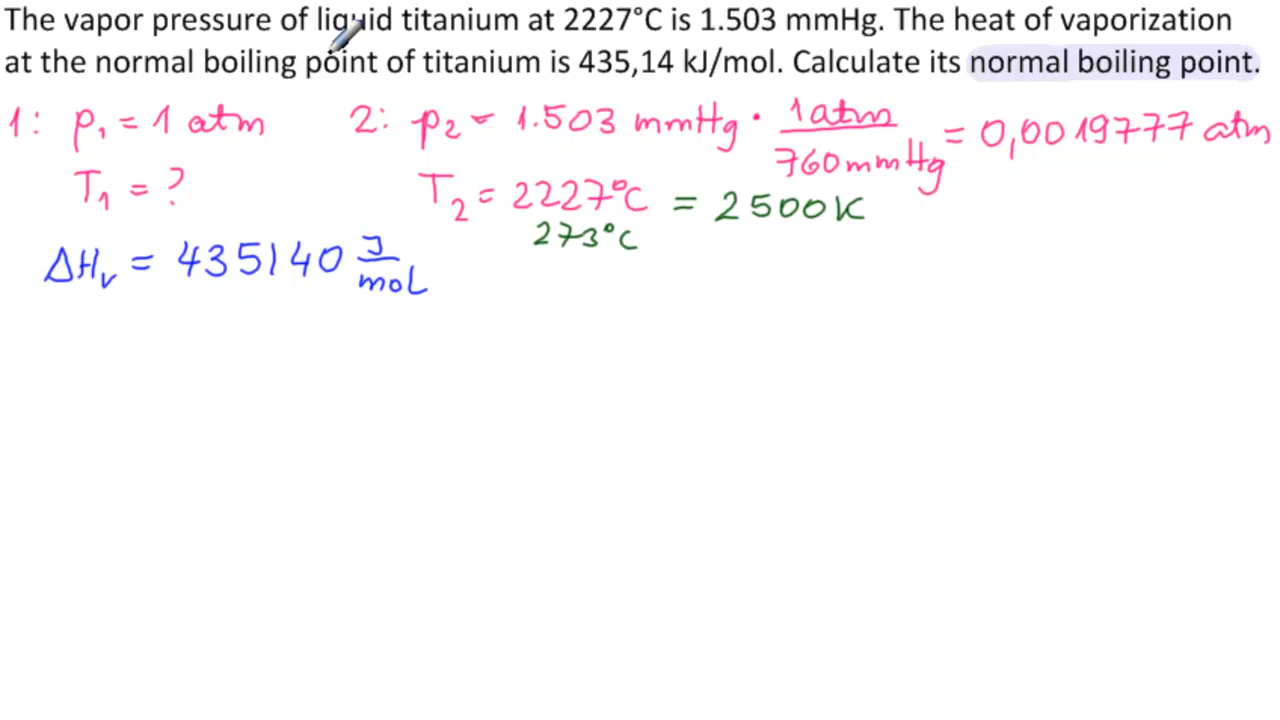 The vapor pressure of liquid titanium at 2227°C is 1.503 mmHg. The heat of vaporization
at the normal boiling point of titanium is 435,14 kJ/mol. Calculate its normal boiling point.
1: p₁ = 1 atm 2: p₂ = 1.503 mmHg · 1 atm / 760 mmHg = 0,0019777 atm
T₁ = ? T₂ = 2227°C = 2500K
273°C
ΔHᵥ = 435140 J/mol